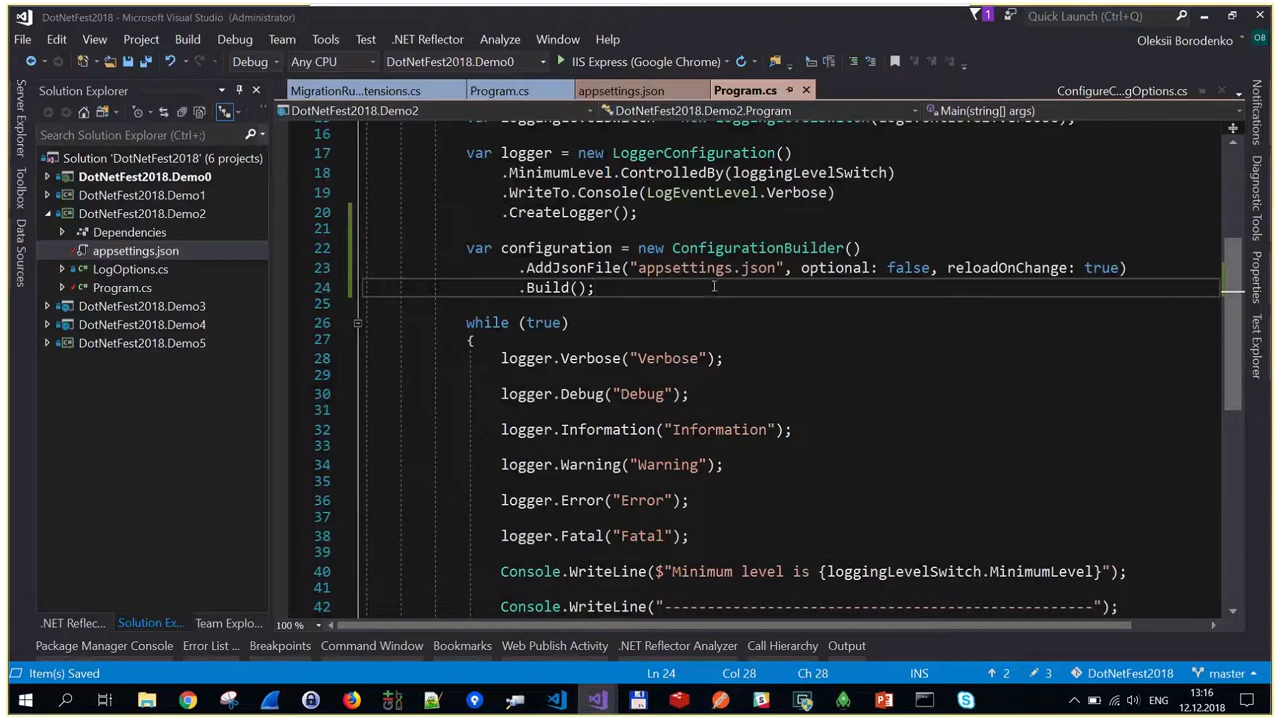 DotNetFest2018 - Microsoft Visual Studio (Administrator)
1
Quick Launch (Ctrl+Q)
File Edit View Project Build Debug Team Tools Test .NET Reflector Analyze Window Help
Oleksii Borodenko
OB
Debug Any CPU DotNetFest2018.Demo0 IIS Express (Google Chrome)
Server Explorer
Toolbox
Data Sources
Solution Explorer
Search Solution Explorer (Ctrl+;)
Solution 'DotNetFest2018' (6 projects)
DotNetFest2018.Demo0
DotNetFest2018.Demo1
DotNetFest2018.Demo2
Dependencies
appsettings.json
LogOptions.cs
Program.cs
DotNetFest2018.Demo3
DotNetFest2018.Demo4
DotNetFest2018.Demo5
.NET Reflec... Solution Ex... Team Explo...
MigrationRu...tensions.cs Program.cs appsettings.json Program.cs ConfigureC...gOptions.cs
DotNetFest2018.Demo2 DotNetFest2018.Demo2.Program Main(string[] args)
16
17 var logger = new LoggerConfiguration()
18 .MinimumLevel.ControlledBy(loggingLevelSwitch)
19 .WriteTo.Console(LogEventLevel.Verbose)
20 .CreateLogger();
21
22 var configuration = new ConfigurationBuilder()
23 .AddJsonFile("appsettings.json", optional: false, reloadOnChange: true)
24 .Build();
25
26 while (true)
27 {
28 logger.Verbose("Verbose");
29
30 logger.Debug("Debug");
31
32 logger.Information("Information");
33
34 logger.Warning("Warning");
35
36 logger.Error("Error");
37
38 logger.Fatal("Fatal");
39
40 Console.WriteLine($"Minimum level is {loggingLevelSwitch.MinimumLevel}");
41
42 Console.WriteLine("--------------------------------------------------");
100 %
Notifications
Diagnostic Tools
Properties
Test Explorer
Package Manager Console Error List ... Breakpoints Command Window Bookmarks Web Publish Activity .NET Reflector Analyzer Call Hierarchy Output
Item(s) Saved Ln 24 Col 28 Ch 28 INS 2 3 DotNetFest2018 master
ENG
13:16
12.12.2018